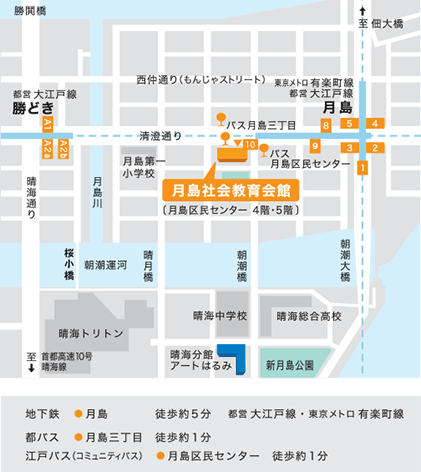 勝鬨橋
至佃大橋
西仲通り(もんじゃストリート)
東京メトロ 有楽町線
都営 大江戸線
月島
都営 大江戸線
勝どき
A1
A2a
A2b
清澄通り
バス月島三丁目
8
5
4
10
9
3
2
1
バス
月島区民センター
月島第一
小学校
月島社会教育会館
〔月島区民センター 4階・5階〕
晴海通り
月島川
桜小橋
朝潮運河
晴月橋
朝潮橋
朝潮大橋
晴海トリトン
晴海中学校
晴海総合高校
晴海分館
アートはるみ
新月島公園
至
首都高速10号
晴海線
地下鉄 ●月島 徒歩約5分 都営 大江戸線・東京メトロ 有楽町線
都バス ●月島三丁目 徒歩約1分
江戸バス(コミュニティバス) ●月島区民センター 徒歩約1分